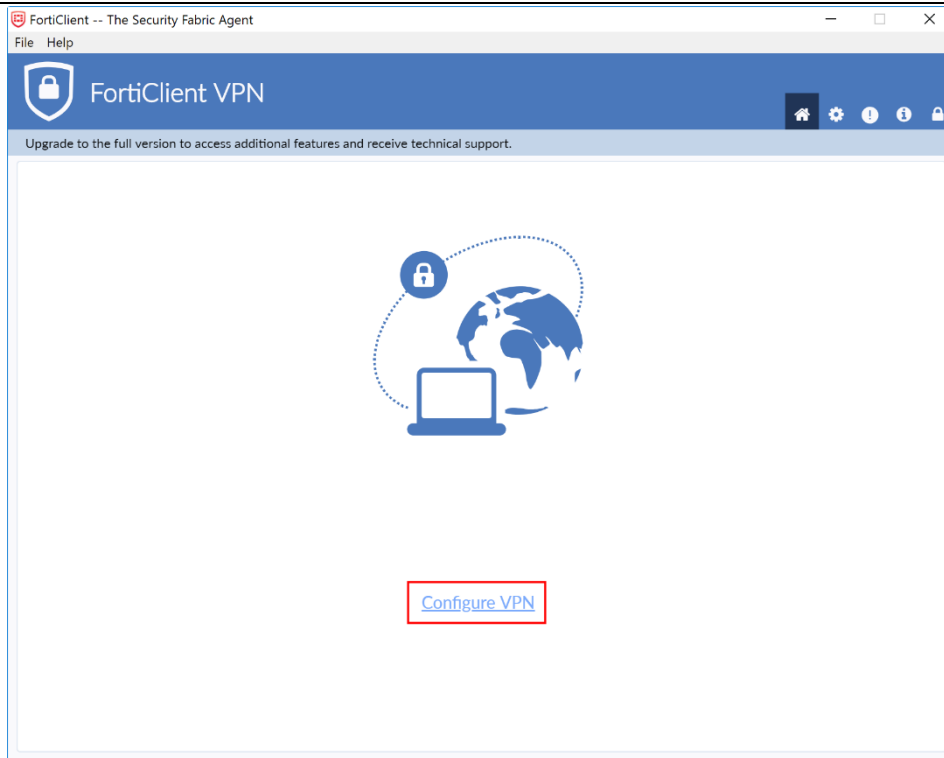 FortiClient -- The Security Fabric Agent
File Help
FortiClient VPN
Upgrade to the full version to access additional features and receive technical support.
Configure VPN